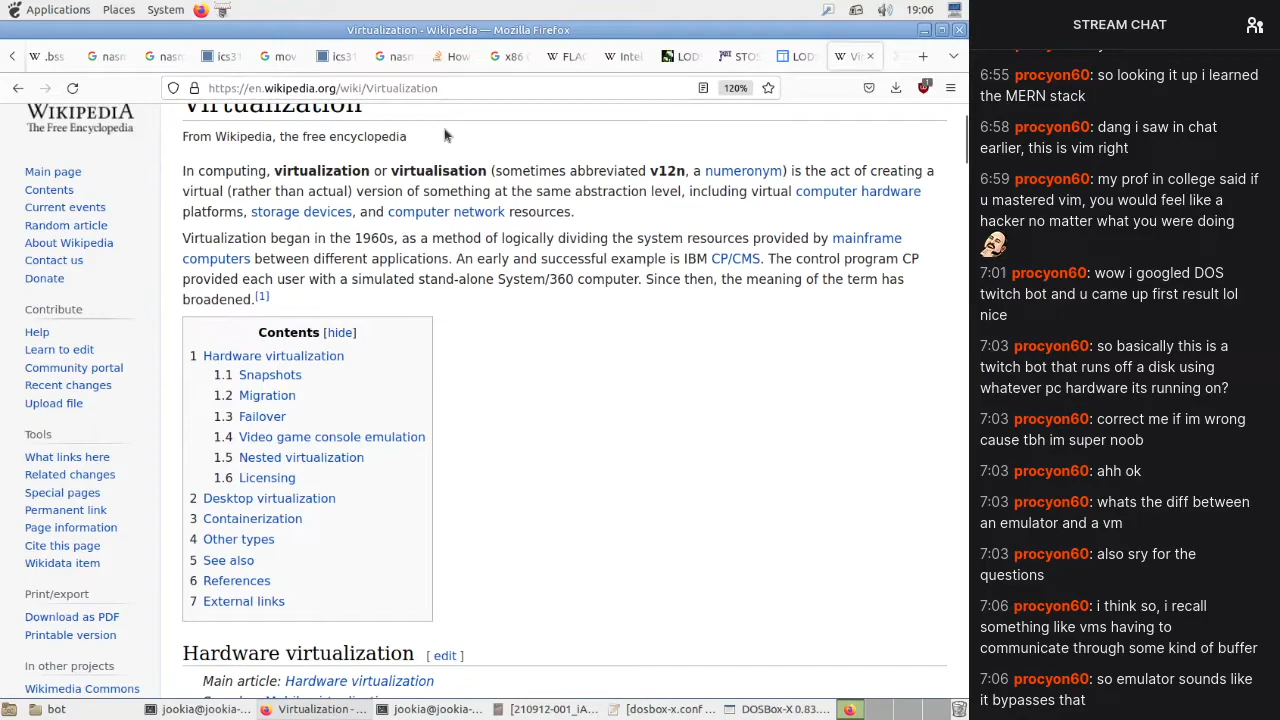 Applications Places System 19:06
Virtualization - Wikipedia — Mozilla Firefox
.bss nasm nasm ics31 mov ics31 nasm How x86 FLAC Intel LOD STOS LOD Vir
https://en.wikipedia.org/wiki/Virtualization 120% 1
WIKIPEDIA
The Free Encyclopedia
Main page
Contents
Current events
Random article
About Wikipedia
Contact us
Donate
Contribute
Help
Learn to edit
Community portal
Recent changes
Upload file
Tools
What links here
Related changes
Special pages
Permanent link
Page information
Cite this page
Wikidata item
Print/export
Download as PDF
Printable version
In other projects
Wikimedia Commons
Virtualization
From Wikipedia, the free encyclopedia
In computing, virtualization or virtualisation (sometimes abbreviated v12n, a numeronym) is the act of creating a
virtual (rather than actual) version of something at the same abstraction level, including virtual computer hardware
platforms, storage devices, and computer network resources.
Virtualization began in the 1960s, as a method of logically dividing the system resources provided by mainframe
computers between different applications. An early and successful example is IBM CP/CMS. The control program CP
provided each user with a simulated stand-alone System/360 computer. Since then, the meaning of the term has
broadened.[1]
Contents [hide]
1 Hardware virtualization
1.1 Snapshots
1.2 Migration
1.3 Failover
1.4 Video game console emulation
1.5 Nested virtualization
1.6 Licensing
2 Desktop virtualization
3 Containerization
4 Other types
5 See also
6 References
7 External links
Hardware virtualization [ edit ]
Main article: Hardware virtualization
bot jookia@jookia-... Virtualization -... jookia@jookia-... [210912-001_iA... [dosbox-x.conf ... DOSBox-X 0.83....
STREAM CHAT
6:55 procyon60: so looking it up i learned
the MERN stack
6:58 procyon60: dang i saw in chat
earlier, this is vim right
6:59 procyon60: my prof in college said if
u mastered vim, you would feel like a
hacker no matter what you were doing
7:01 procyon60: wow i googled DOS
twitch bot and u came up first result lol
nice
7:03 procyon60: so basically this is a
twitch bot that runs off a disk using
whatever pc hardware its running on?
7:03 procyon60: correct me if im wrong
cause tbh im super noob
7:03 procyon60: ahh ok
7:03 procyon60: whats the diff between
an emulator and a vm
7:03 procyon60: also sry for the
questions
7:06 procyon60: i think so, i recall
something like vms having to
communicate through some kind of buffer
7:06 procyon60: so emulator sounds like
it bypasses that